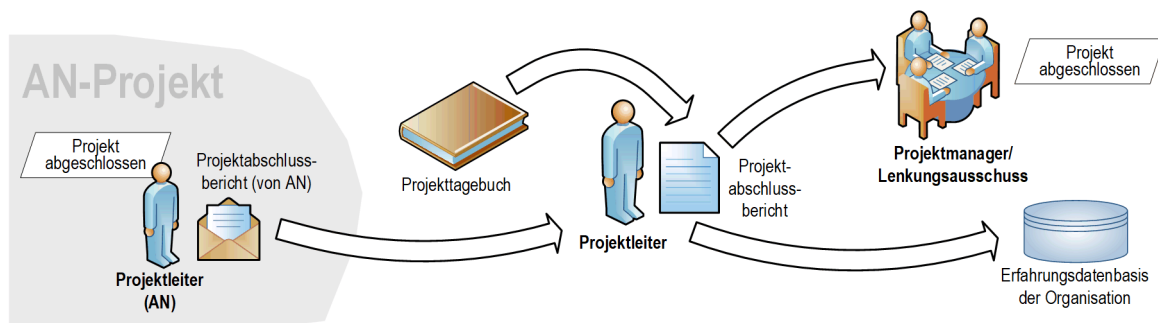 AN-Projekt
Projekt
abgeschlossen
Projektabschluss-
bericht (von AN)
Projektleiter
(AN)
Projekttagebuch
Projektleiter
Projekt-
abschluss-
bericht
Projektmanager/
Lenkungsausschuss
Projekt
abgeschlossen
Erfahrungsdatenbasis
der Organisation